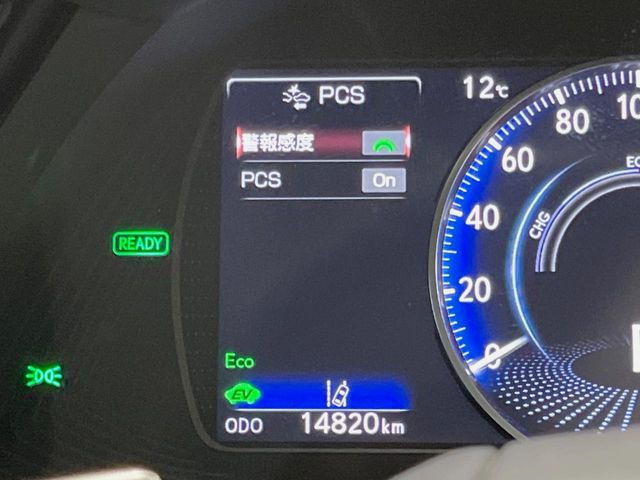 PCS
12℃
警報感度
PCS On
READY
Eco
EV
ODO 14820km
80
60
40
20
0
CHG